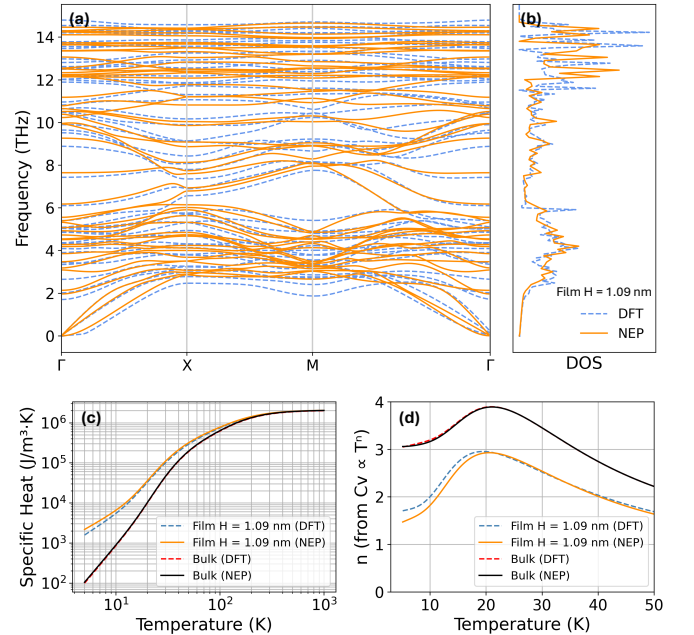 (a)
(b)
Frequency (THz)
14
12
10
8
6
4
2
0
Γ X M Γ
Film H = 1.09 nm
DFT
NEP
DOS
(c)
Specific Heat (J/m³·K)
10⁶
10⁵
10⁴
10³
10²
Film H = 1.09 nm (DFT)
Film H = 1.09 nm (NEP)
Bulk (DFT)
Bulk (NEP)
10¹ 10² 10³
Temperature (K)
(d)
n (from Cv ∝ Tⁿ)
4
3
2
1
0
Film H = 1.09 nm (DFT)
Film H = 1.09 nm (NEP)
Bulk (DFT)
Bulk (NEP)
10 20 30 40 50
Temperature (K)